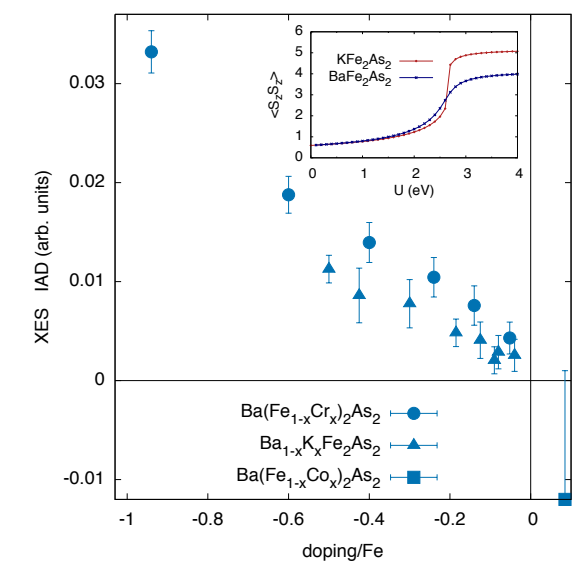 0.03
0.02
0.01
0
-0.01
-1
-0.8
-0.6
-0.4
-0.2
0
doping/Fe
XES IAD (arb. units)
Ba(Fe1-xCrx)2As2
Ba1-xKxFe2As2
Ba(Fe1-xCox)2As2
6
5
4
3
2
1
0
0
1
2
3
4
U (eV)
<SzSz>
KFe2As2
BaFe2As2